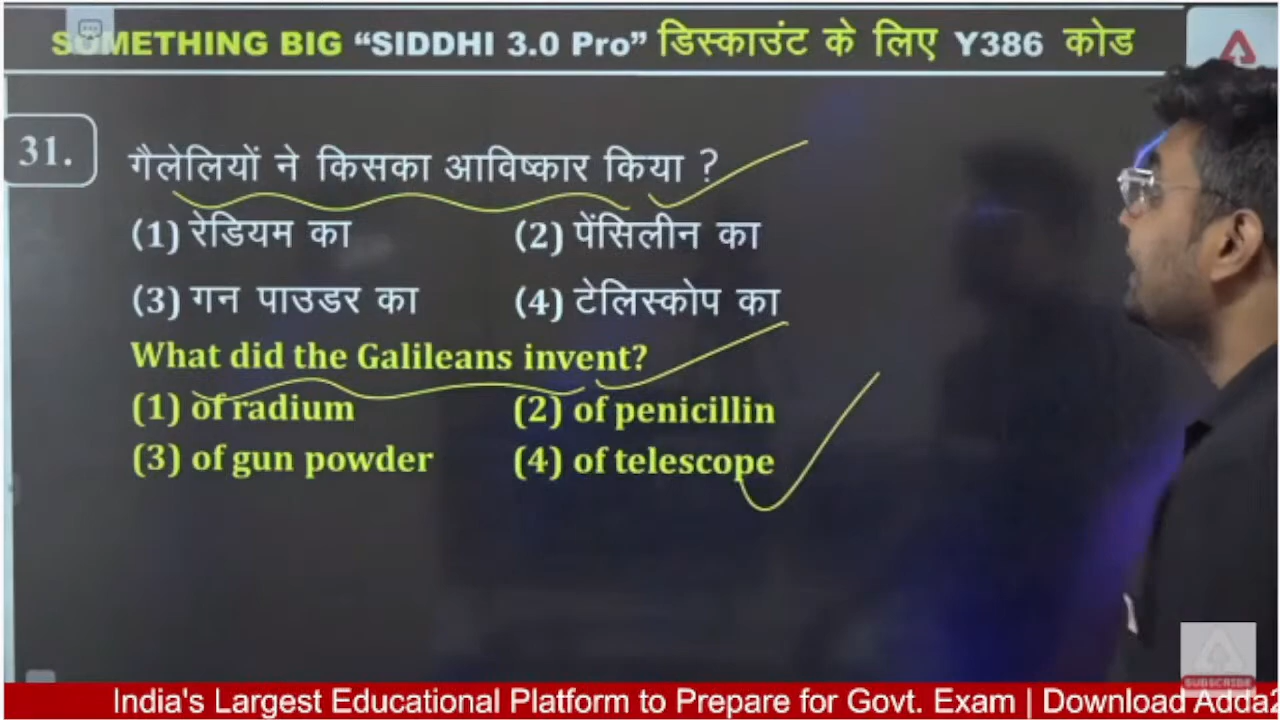 SOMETHING BIG “SIDDHI 3.0 Pro” डिस्काउंट के लिए Y386 कोड
31.
गैलेलियों ने किसका आविष्कार किया ?
(1) रेडियम का (2) पेंसिलीन का
(3) गन पाउडर का (4) टेलिस्कोप का
What did the Galileans invent?
(1) of radium (2) of penicillin
(3) of gun powder (4) of telescope
SUBSCRIBE
India's Largest Educational Platform to Prepare for Govt. Exam | Download Adda2